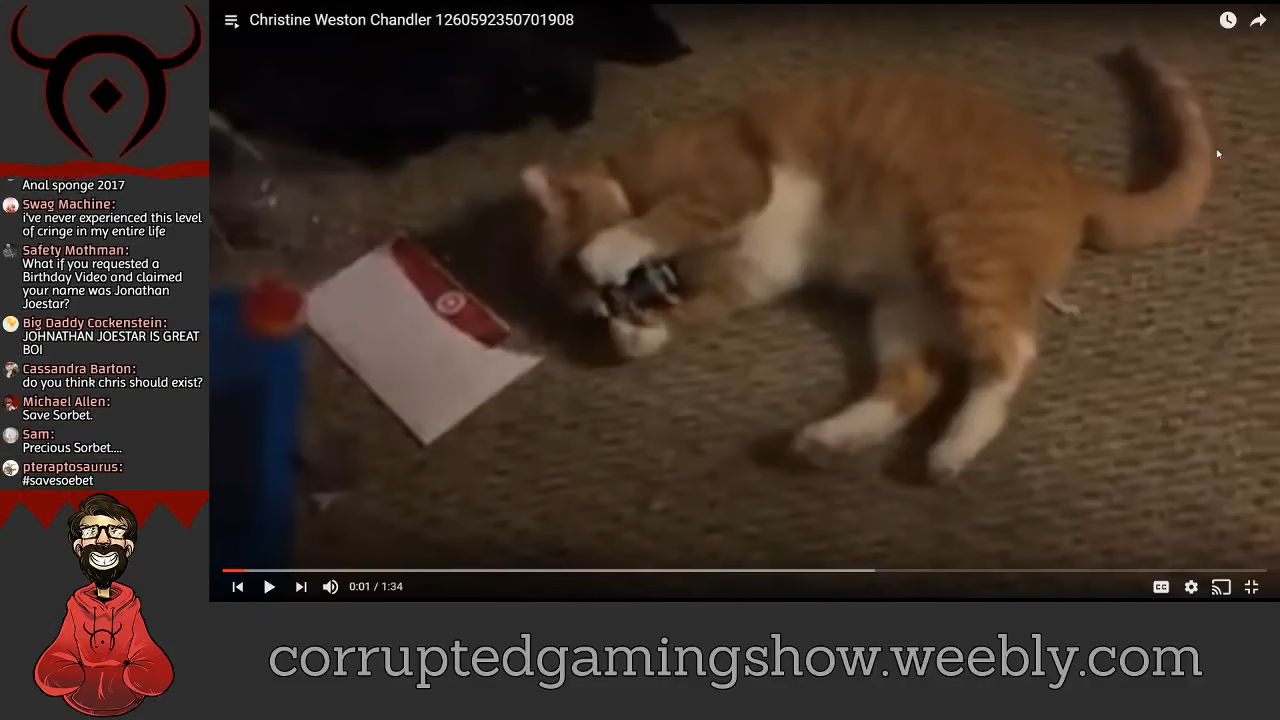 Christine Weston Chandler 1260592350701908
Anal sponge 2017
Swag Machine:
i've never experienced this level
of cringe in my entire life
Safety Mothman:
What if you requested a
Birthday Video and claimed
your name was Jonathan
Joestar?
Big Daddy Cockenstein:
JOHNATHAN JOESTAR IS GREAT
BOI
Cassandra Barton:
do you think chris should exist?
Michael Allen:
Save Sorbet.
Sam:
Precious Sorbet....
pteraptosaurus:
#savesoebet
0:01 / 1:34
CC
corruptedgamingshow.weebly.com